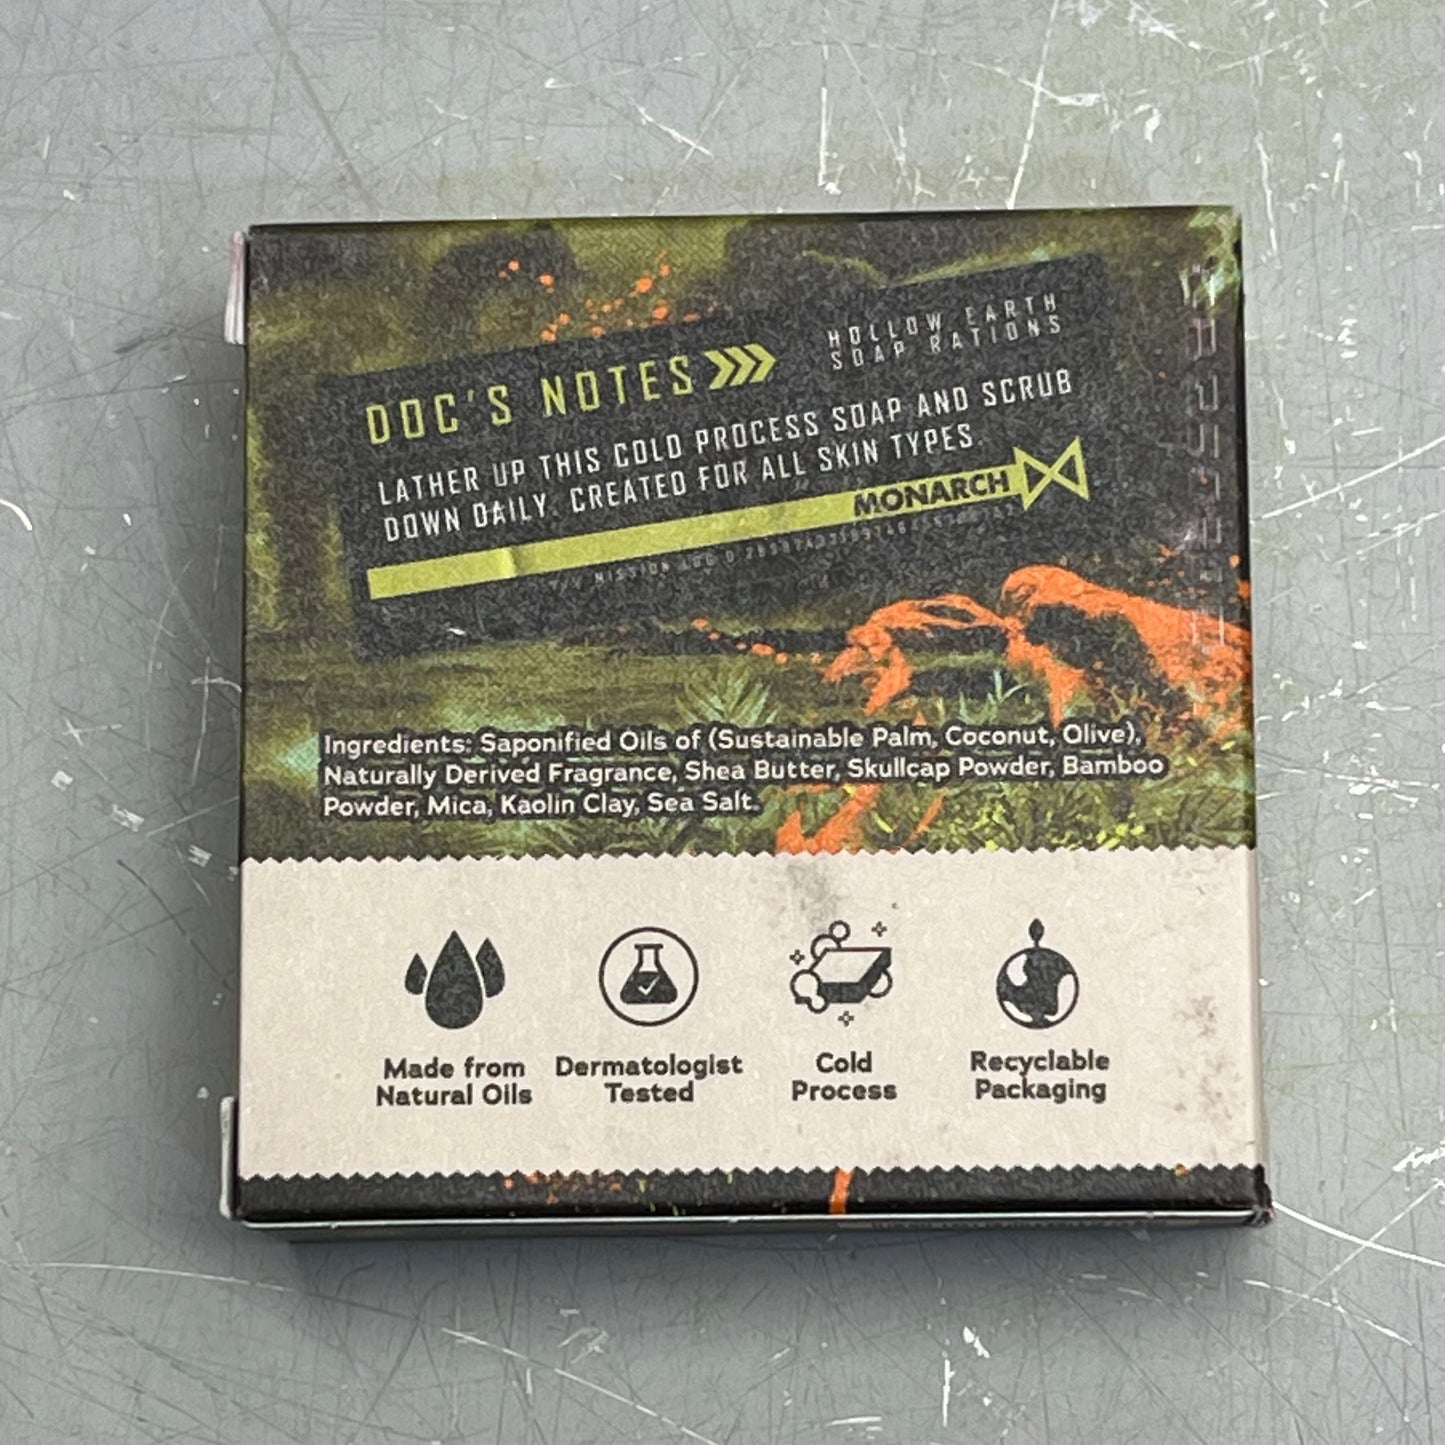 DOC'S NOTES
HOLLOW EARTH
SOAP RATIONS
LATHER UP THIS COLD PROCESS SOAP AND SCRUB
DOWN DAILY. CREATED FOR ALL SKIN TYPES.
MONARCH
MISSION LOG
Ingredients: Saponified Oils of (Sustainable Palm, Coconut, Olive),
Naturally Derived Fragrance, Shea Butter, Skullcap Powder, Bamboo
Powder, Mica, Kaolin Clay, Sea Salt.
Made from
Natural Oils
Dermatologist
Tested
Cold
Process
Recyclable
Packaging